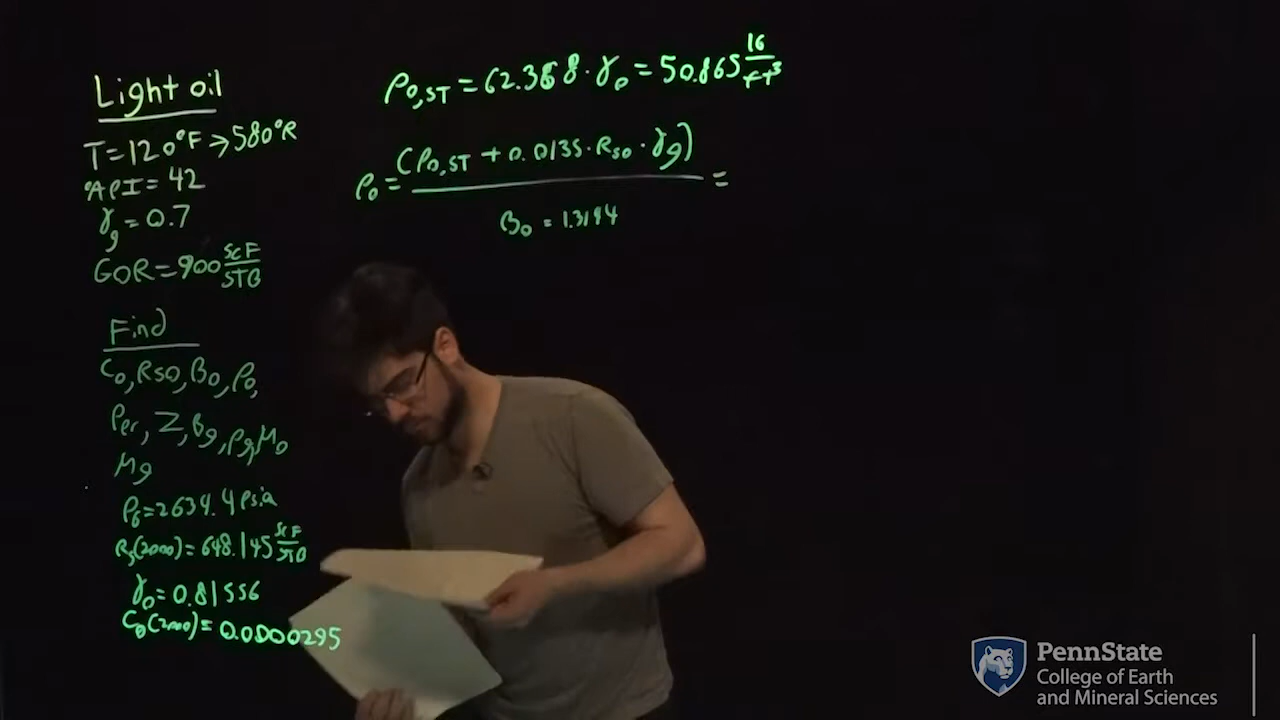 Light oil
T=120°F→580°R
°API=42
γg=0.7
GOR=900 SCF/STB
Find
Co, Rso, Bo, ρo,
ρer, Z, Bg, ρg, μo
μg
Pb=2634.4 Psia
Rs(2000)=648.145 SCF/STB
γo=0.81556
Co(2000)=0.0000295
ρo,ST=62.368·γo=50.865 lb/ft³
ρo=(ρo,ST+0.0135·Rso·γg)/Bo=1.3194 =
PennState
College of Earth
and Mineral Sciences